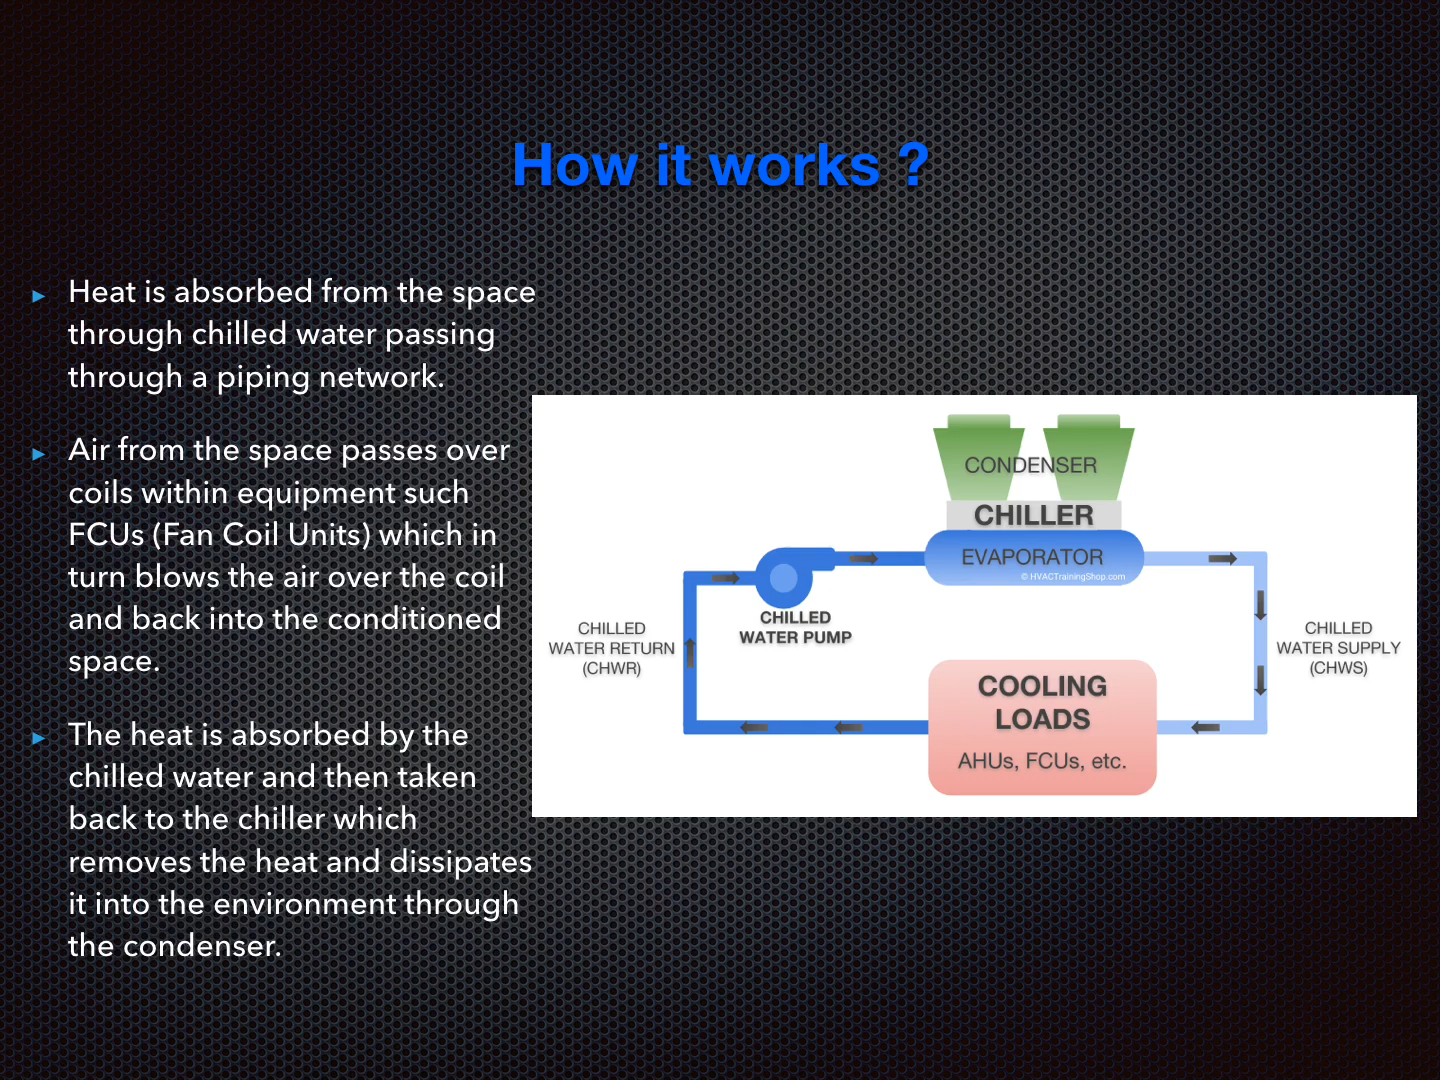 How it works ?
► Heat is absorbed from the space
through chilled water passing
through a piping network.
► Air from the space passes over
coils within equipment such
FCUs (Fan Coil Units) which in
turn blows the air over the coil
and back into the conditioned
space.
► The heat is absorbed by the
chilled water and then taken
back to the chiller which
removes the heat and dissipates
it into the environment through
the condenser.
CONDENSER
CHILLER
EVAPORATOR
© HVACTrainingShop.com
CHILLED
WATER PUMP
CHILLED
WATER RETURN
(CHWR)
CHILLED
WATER SUPPLY
(CHWS)
COOLING
LOADS
AHUs, FCUs, etc.